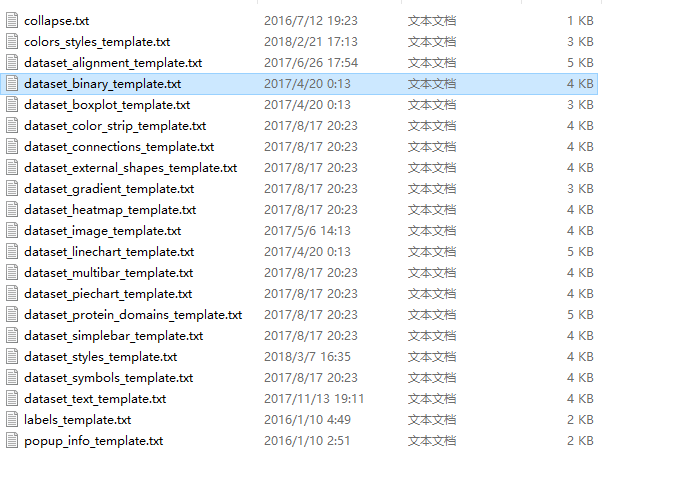 collapse.txt 2016/7/12 19:23 文本文档 1 KB
colors_styles_template.txt 2018/2/21 17:13 文本文档 3 KB
dataset_alignment_template.txt 2017/6/26 17:54 文本文档 5 KB
dataset_binary_template.txt 2017/4/20 0:13 文本文档 4 KB
dataset_boxplot_template.txt 2017/4/20 0:13 文本文档 3 KB
dataset_color_strip_template.txt 2017/8/17 20:23 文本文档 4 KB
dataset_connections_template.txt 2017/8/17 20:23 文本文档 4 KB
dataset_external_shapes_template.txt 2017/8/17 20:23 文本文档 4 KB
dataset_gradient_template.txt 2017/8/17 20:23 文本文档 3 KB
dataset_heatmap_template.txt 2017/8/17 20:23 文本文档 4 KB
dataset_image_template.txt 2017/5/6 14:13 文本文档 4 KB
dataset_linechart_template.txt 2017/4/20 0:13 文本文档 5 KB
dataset_multibar_template.txt 2017/8/17 20:23 文本文档 4 KB
dataset_piechart_template.txt 2017/8/17 20:23 文本文档 4 KB
dataset_protein_domains_template.txt 2017/8/17 20:23 文本文档 5 KB
dataset_simplebar_template.txt 2017/8/17 20:23 文本文档 4 KB
dataset_styles_template.txt 2018/3/7 16:35 文本文档 4 KB
dataset_symbols_template.txt 2017/8/17 20:23 文本文档 4 KB
dataset_text_template.txt 2017/11/13 19:11 文本文档 4 KB
labels_template.txt 2016/1/10 4:49 文本文档 2 KB
popup_info_template.txt 2016/1/10 2:51 文本文档 2 KB